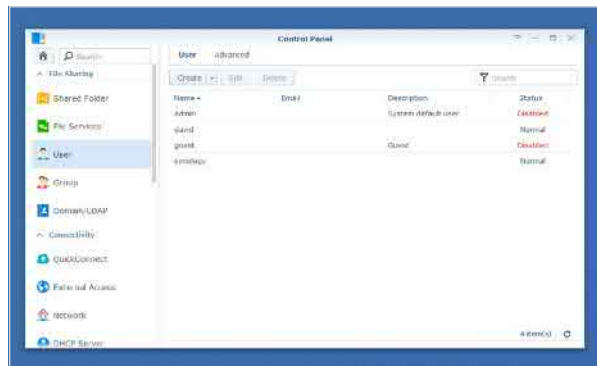 Control Panel
Search
User Advanced
File Sharing
Create Edit Delete
Search
Shared Folder
Name Email Description Status
Admin System default user Disabled
File Services
david Normal
guest Guest Disabled
User
Normal
Group
Domain/LDAP
Connectivity
QuickConnect
External Access
Network
4 item(s)
DHCP Server